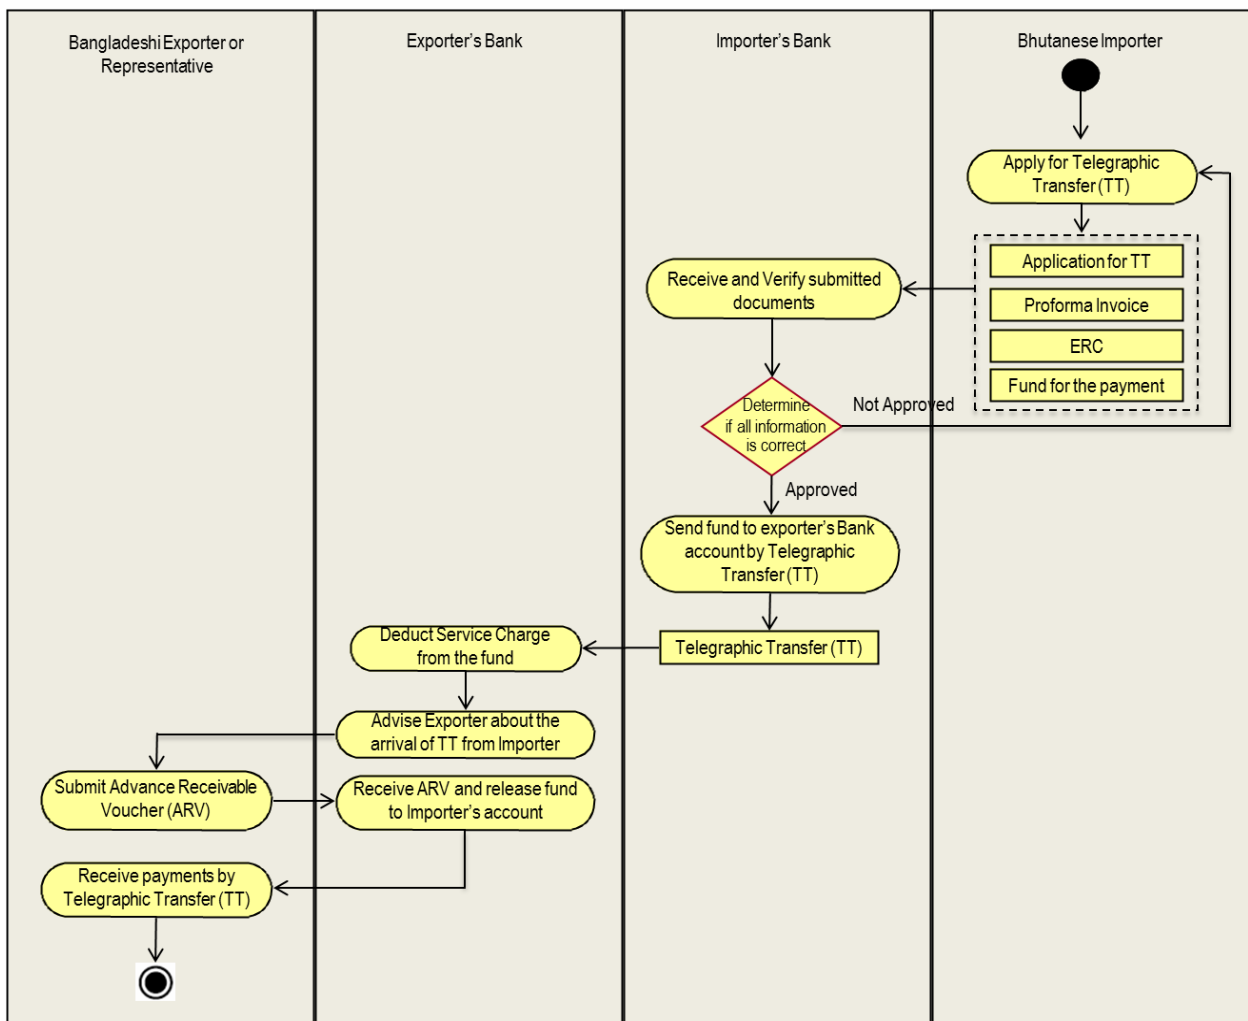 Bangladeshi Exporter or
Representative
Exporter’s Bank
Importer’s Bank
Bhutanese Importer
Apply for Telegraphic
Transfer (TT)
Application for TT
Proforma Invoice
ERC
Fund for the payment
Receive and Verify submitted
documents
Determine
if all information
is correct
Not Approved
Approved
Send fund to exporter’s Bank
account by Telegraphic
Transfer (TT)
Telegraphic Transfer (TT)
Deduct Service Charge
from the fund
Advise Exporter about the
arrival of TT from Importer
Submit Advance Receivable
Voucher (ARV)
Receive ARV and release fund
to Importer’s account
Receive payments by
Telegraphic Transfer (TT)